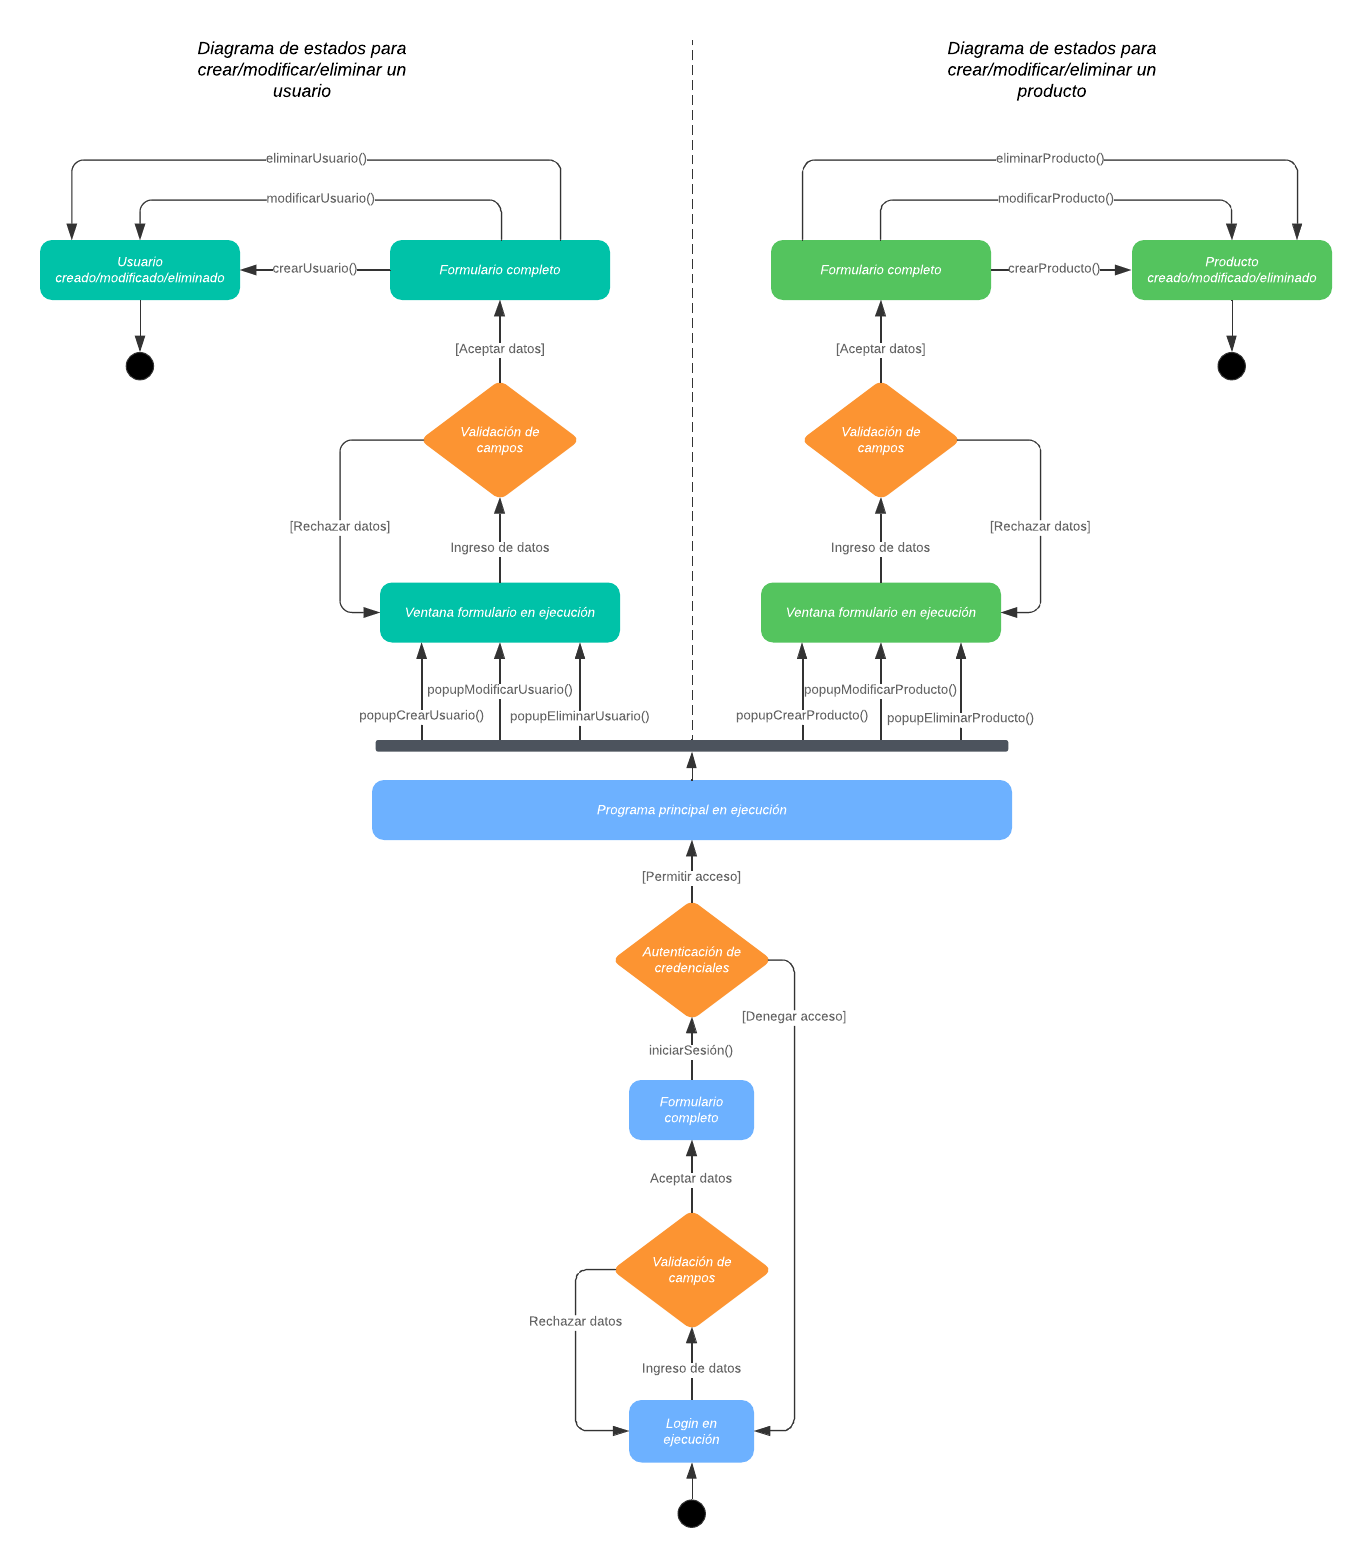 Diagrama de estados para
crear/modificar/eliminar un
usuario
Diagrama de estados para
crear/modificar/eliminar un
producto
eliminarUsuario()
modificarUsuario()
Usuario
creado/modificado/eliminado
crearUsuario()
Formulario completo
eliminarProducto()
modificarProducto()
Formulario completo
crearProducto()
Producto
creado/modificado/eliminado
[Aceptar datos]
[Aceptar datos]
Validación de
campos
Validación de
campos
[Rechazar datos]
Ingreso de datos
Ingreso de datos
[Rechazar datos]
Ventana formulario en ejecución
Ventana formulario en ejecución
popupModificarUsuario()
popupCrearUsuario()
popupEliminarUsuario()
popupModificarProducto()
popupCrearProducto()
popupEliminarProducto()
Programa principal en ejecución
[Permitir acceso]
Autenticación de
credenciales
[Denegar acceso]
iniciarSesión()
Formulario
completo
Aceptar datos
Validación de
campos
Rechazar datos
Ingreso de datos
Login en
ejecución